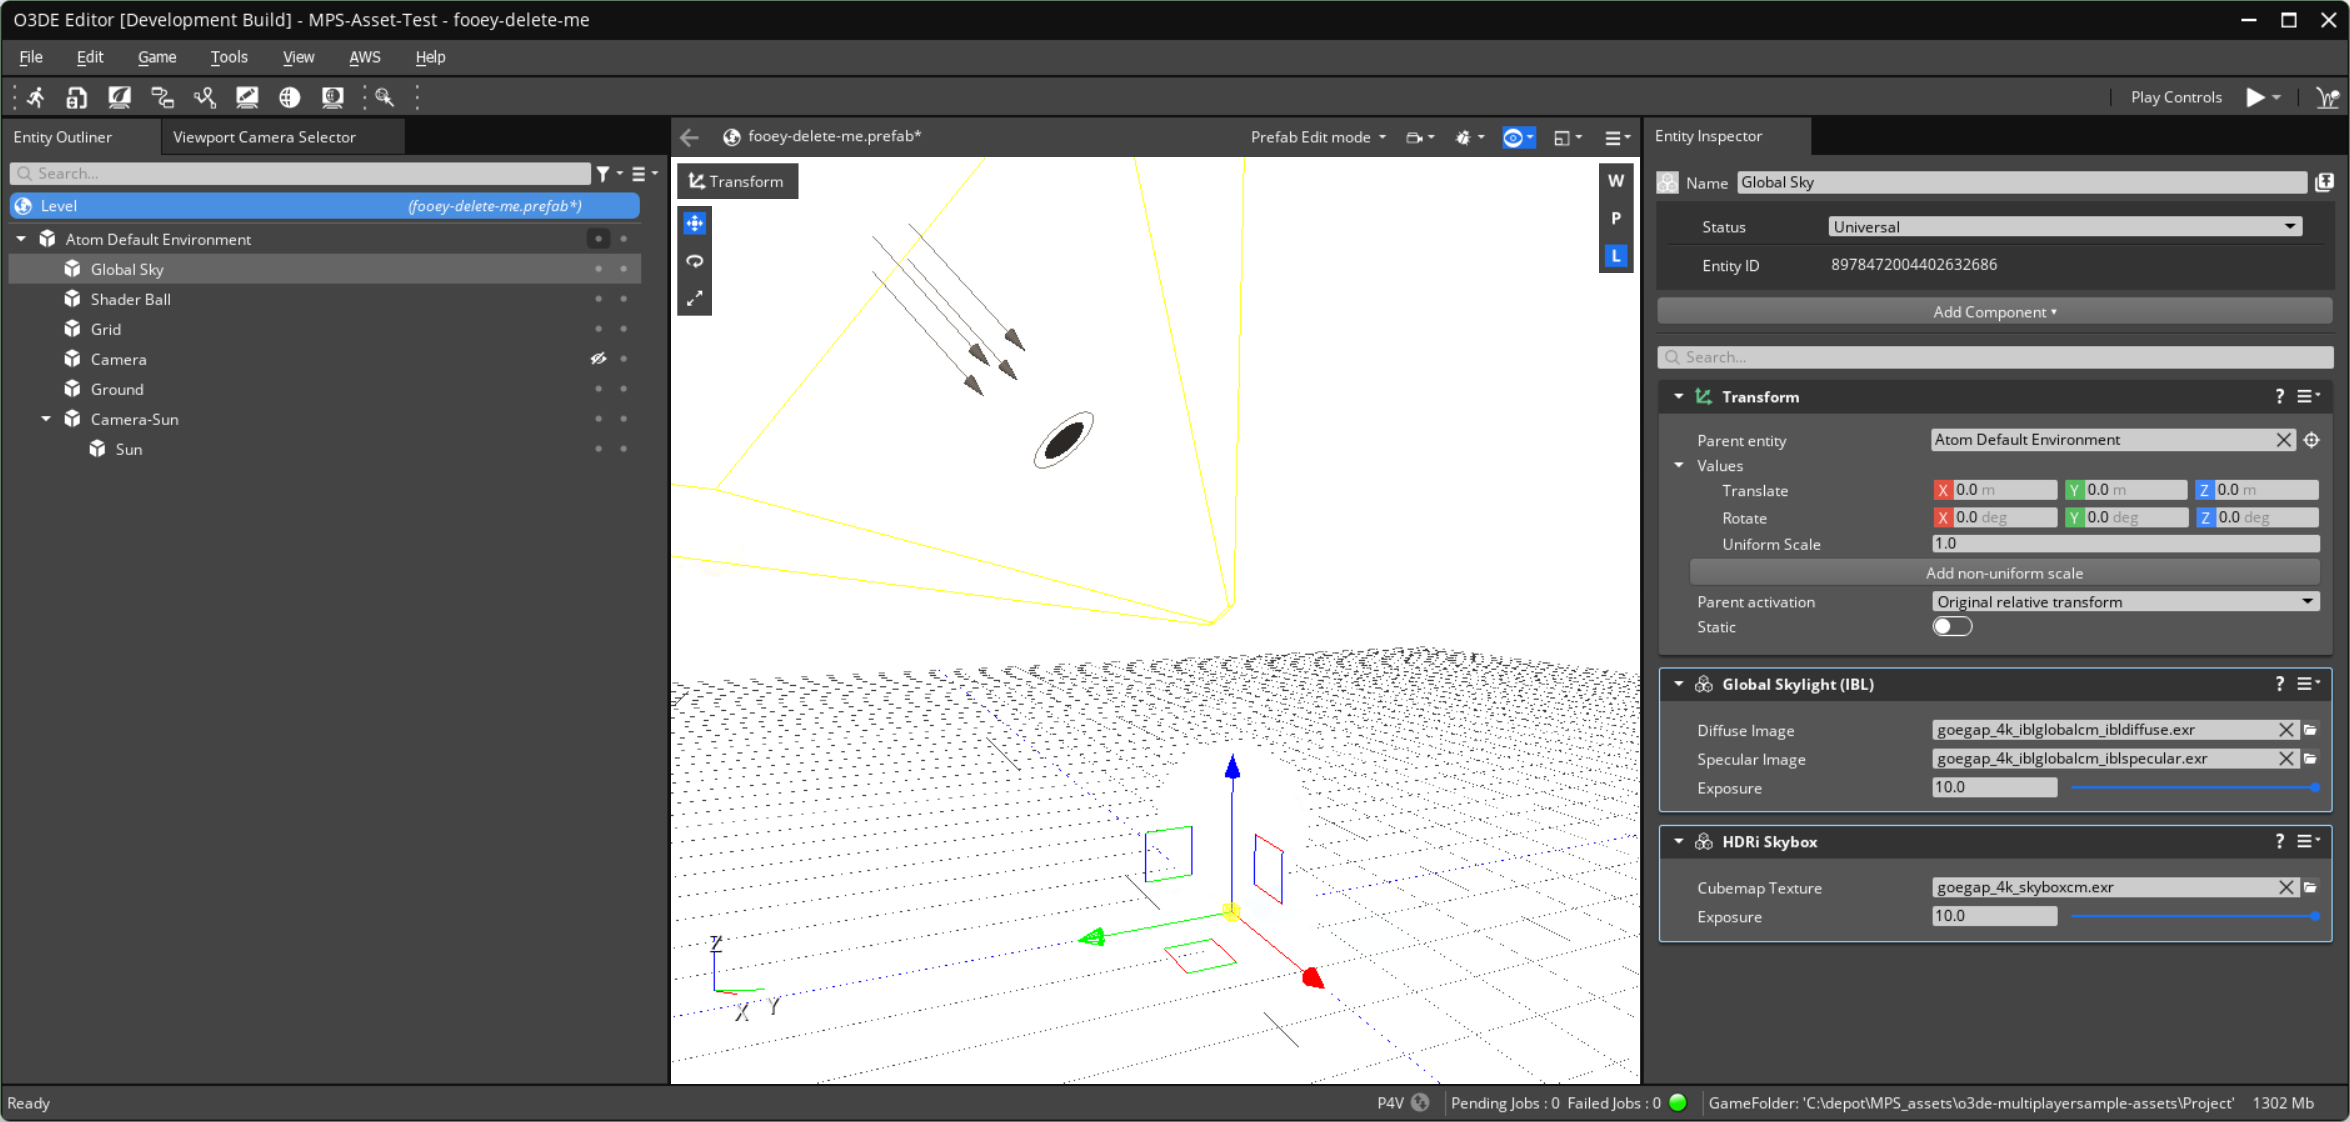 O3DE Editor [Development Build] - MPS-Asset-Test - fooey-delete-me
File Edit Game Tools View AWS Help
Play Controls
Entity Outliner
Viewport Camera Selector
Search...
Level (fooey-delete-me.prefab*)
Atom Default Environment
Global Sky
Shader Ball
Grid
Camera
Ground
Camera-Sun
Sun
fooey-delete-me.prefab*
Prefab Edit mode
Transform
W
P
L
Z
X Y
Entity Inspector
Name Global Sky
Status Universal
Entity ID 8978472004402632686
Add Component
Search...
Transform ?
Parent entity Atom Default Environment
Values
Translate X 0.0 m Y 0.0 m Z 0.0 m
Rotate X 0.0 deg Y 0.0 deg Z 0.0 deg
Uniform Scale 1.0
Add non-uniform scale
Parent activation Original relative transform
Static
Global Skylight (IBL) ?
Diffuse Image goegap_4k_iblglobalcm_ibldiffuse.exr
Specular Image goegap_4k_iblglobalcm_iblspecular.exr
Exposure 10.0
HDRi Skybox ?
Cubemap Texture goegap_4k_skyboxcm.exr
Exposure 10.0
Ready
P4V
Pending Jobs : 0 Failed Jobs : 0
GameFolder: 'C:\depot\MPS_assets\o3de-multiplayersample-assets\Project'
1302 Mb